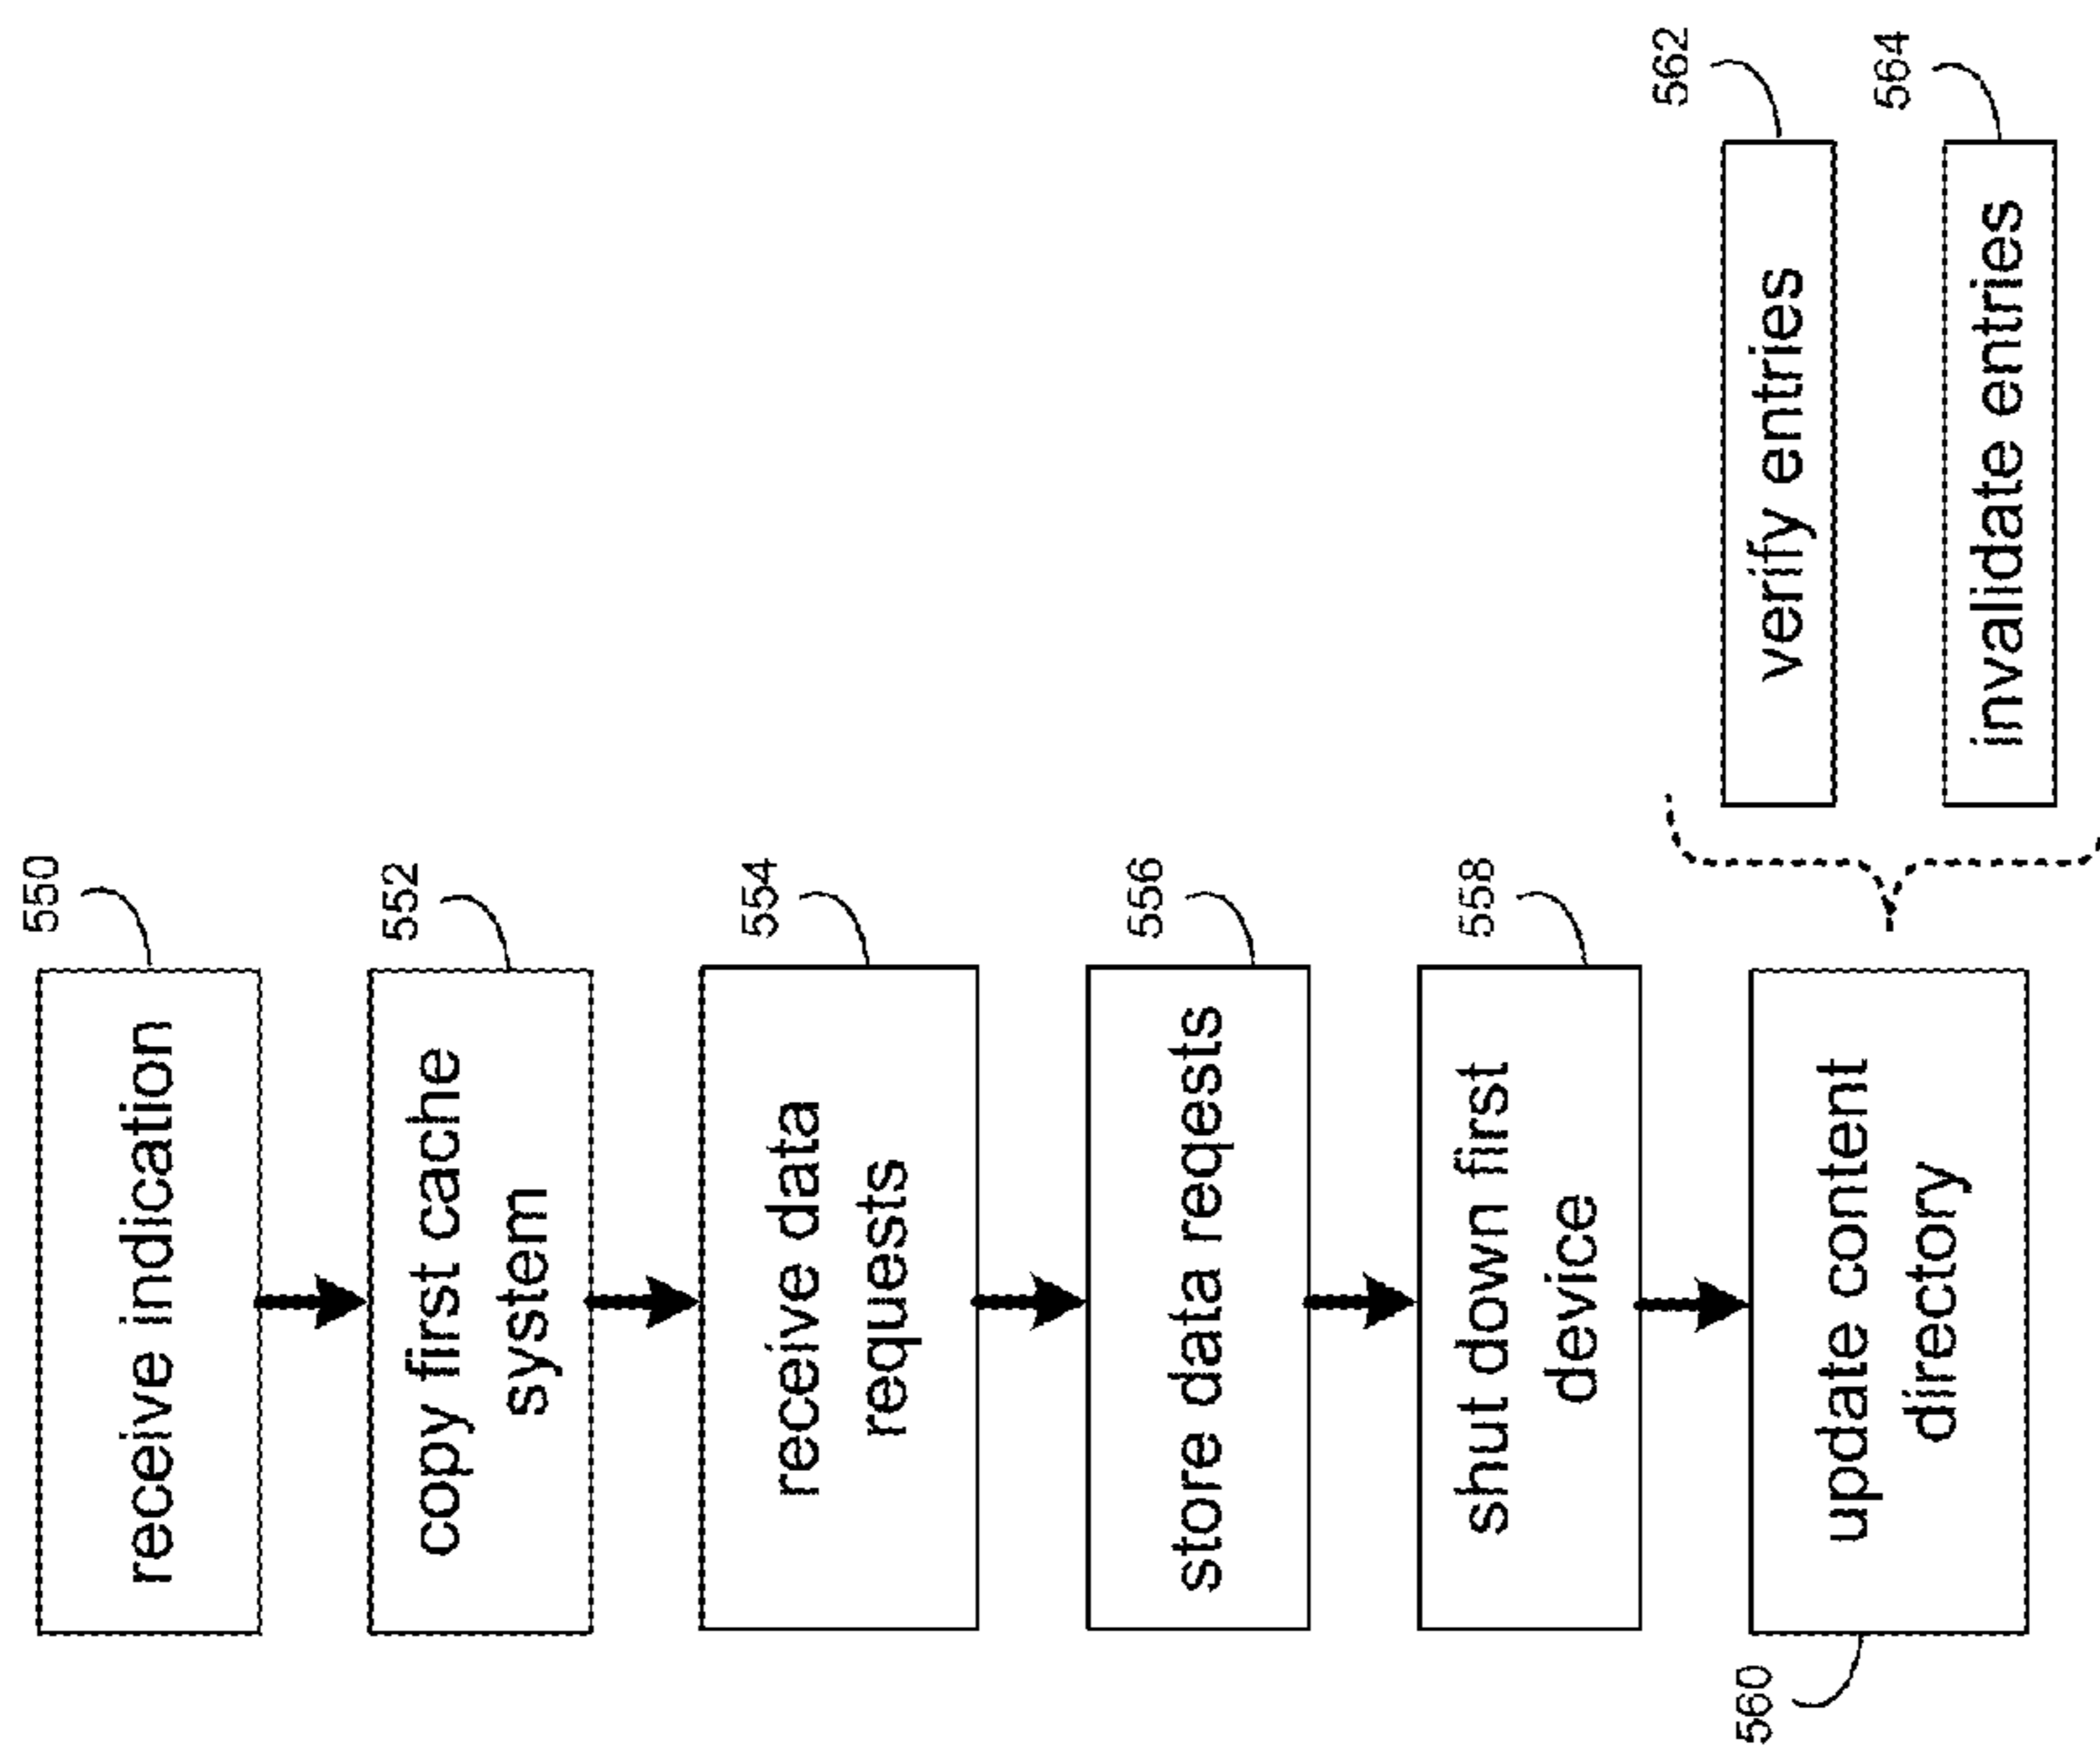 550
receive indication
552
copy first cache
system
554
receive data
requests
556
store data reqests
558
shut down first
device
560
update content
directory
562
verify entries
564
invalidate entries